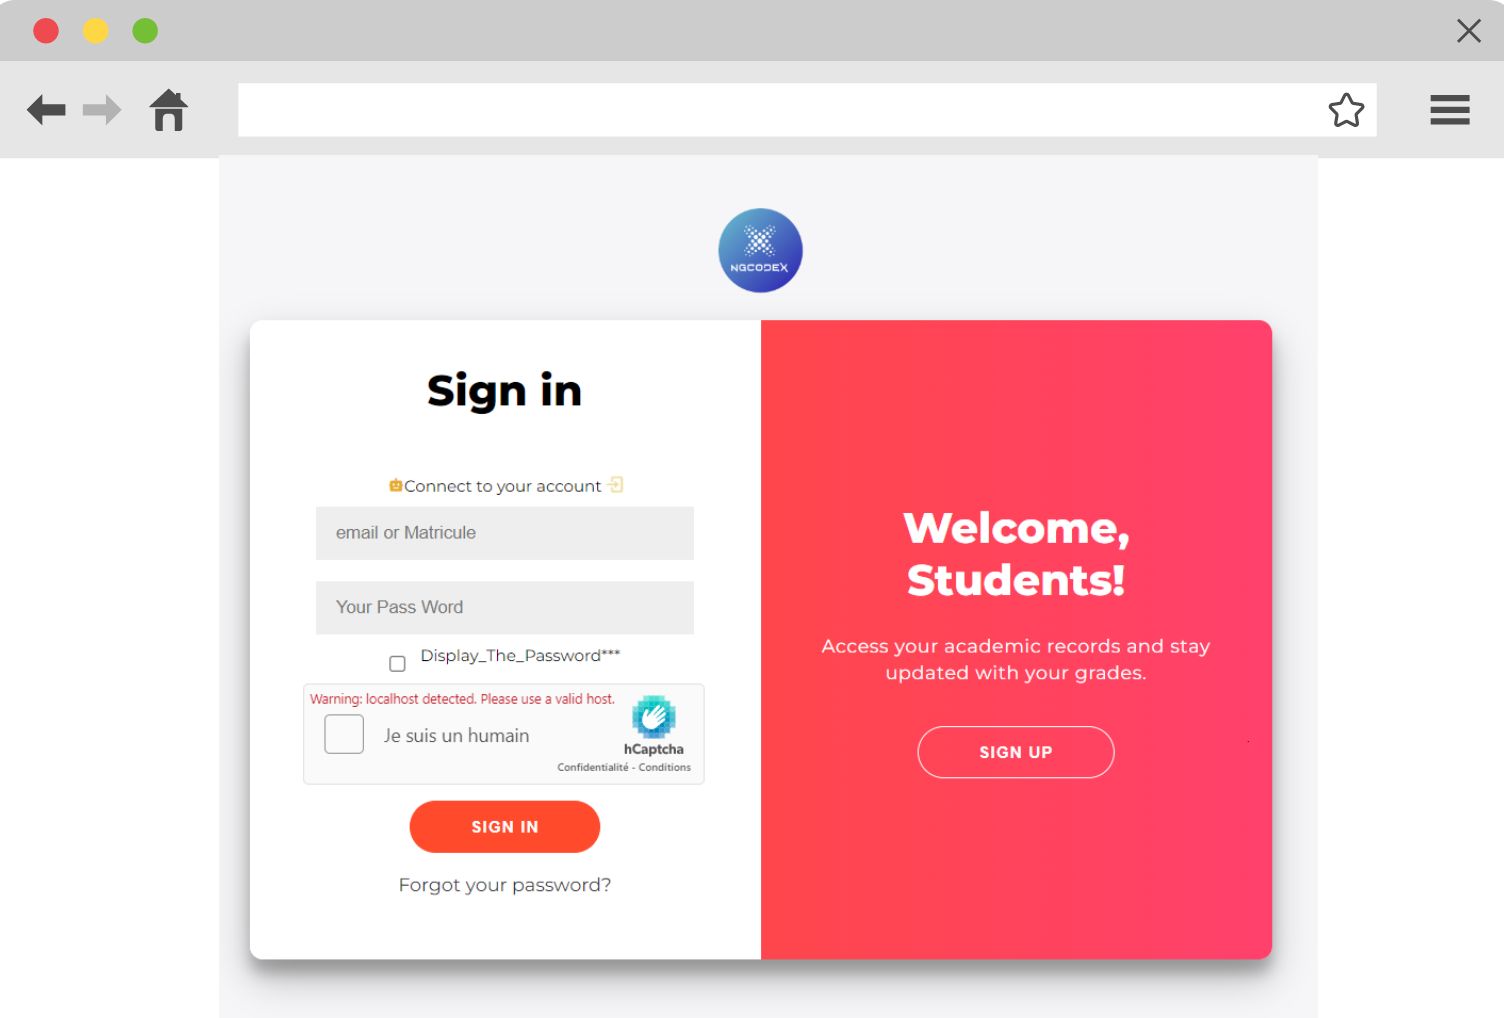 NGCODEX
Sign in
Connect to your account
email or Matricule
Your Pass Word
Display_The_Password***
Warning: localhost detected. Please use a valid host.
Je suis un humain
hCaptcha
Confidentialité - Conditions
SIGN IN
Forgot your password?
Welcome,
Students!
Access your academic records and stay
updated with your grades.
SIGN UP